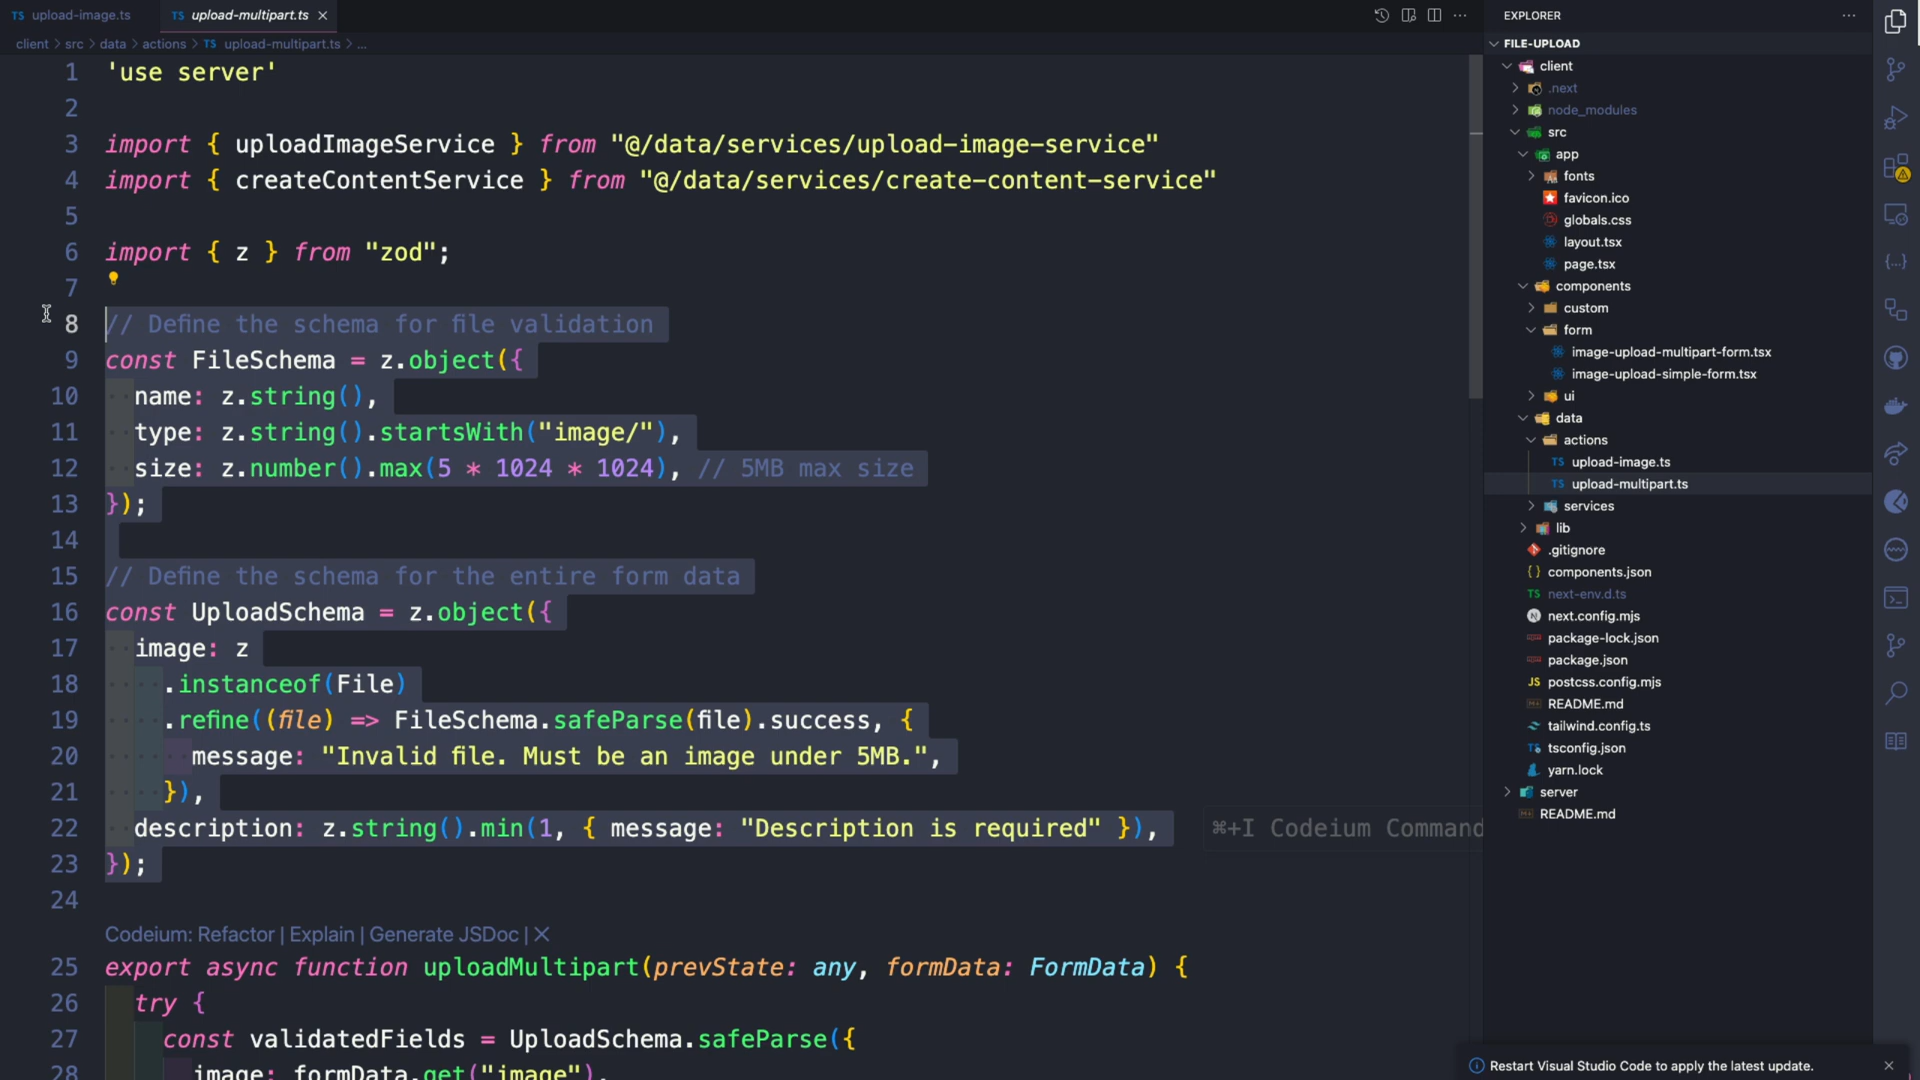 TS upload-image.ts
TS upload-multipart.ts
client > src > data > actions > TS upload-multipart.ts > ...
1 'use server'
2
3 import { uploadImageService } from "@/data/services/upload-image-service"
4 import { createContentService } from "@/data/services/create-content-service"
5
6 import { z } from "zod";
7
8 // Define the schema for file validation
9 const FileSchema = z.object({
10 name: z.string(),
11 type: z.string().startsWith("image/"),
12 size: z.number().max(5 * 1024 * 1024), // 5MB max size
13 });
14
15 // Define the schema for the entire form data
16 const UploadSchema = z.object({
17 image: z
18 .instanceof(File)
19 .refine((file) => FileSchema.safeParse(file).success, {
20 message: "Invalid file. Must be an image under 5MB.",
21 }),
22 description: z.string().min(1, { message: "Description is required" }),
⌘+I Codeium Command
23 });
24
Codeium: Refactor | Explain | Generate JSDoc | X
25 export async function uploadMultipart(prevState: any, formData: FormData) {
26 try {
27 const validatedFields = UploadSchema.safeParse({
28 image: formData.get("image"),
EXPLORER
FILE-UPLOAD
client
.next
node_modules
src
app
fonts
favicon.ico
globals.css
layout.tsx
page.tsx
components
custom
form
image-upload-multipart-form.tsx
image-upload-simple-form.tsx
ui
data
actions
TS upload-image.ts
TS upload-multipart.ts
services
lib
.gitignore
{} components.json
TS next-env.d.ts
next.config.mjs
package-lock.json
package.json
JS postcss.config.mjs
README.md
tailwind.config.ts
tsconfig.json
yarn.lock
server
README.md
Restart Visual Studio Code to apply the latest update.